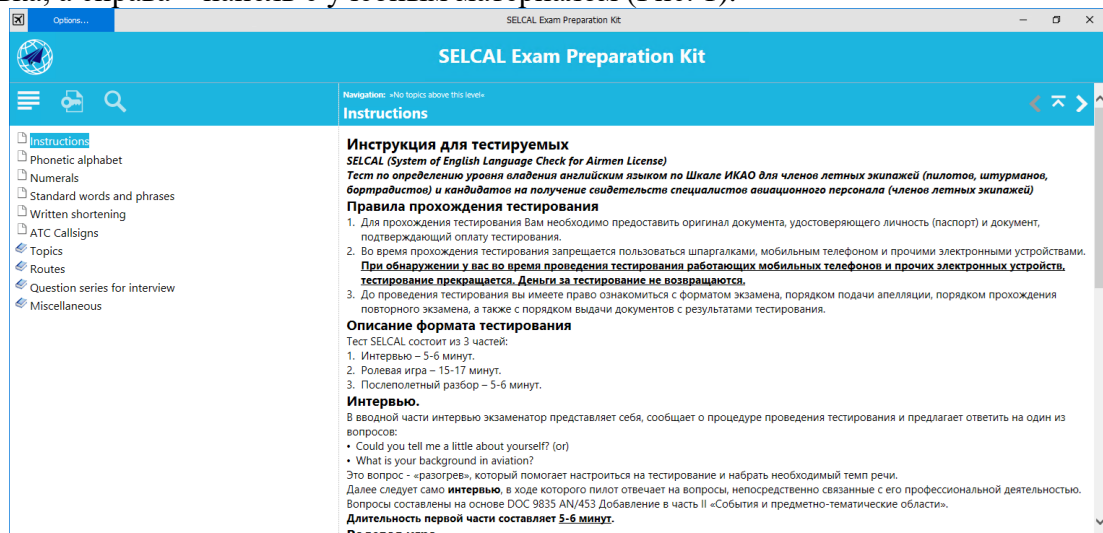 Options...
SELCAL Exam Preparation Kit
SELCAL Exam Preparation Kit
Instructions
Phonetic alphabet
Numerals
Standard words and phrases
Written shortening
ATC Callsigns
Topics
Routes
Question series for interview
Miscellaneous
Navigation: »No topics above this level«
Instructions
Инструкция для тестируемых
SELCAL (System of English Language Check for Airmen License)
Тест по определению уровня владения английским языком по Шкале ИКАО для членов летных экипажей (пилотов, штурманов,
бортрадистов) и кандидатов на получение свидетельств специалистов авиационного персонала (членов летных экипажей)
Правила прохождения тестирования
1. Для прохождения тестирования Вам необходимо предоставить оригинал документа, удостоверяющего личность (паспорт) и документ,
подтверждающий оплату тестирования.
2. Во время прохождения тестирования запрещается пользоваться шпаргалками, мобильным телефоном и прочими электронными устройствами.
При обнаружении у вас во время проведения тестирования работающих мобильных телефонов и прочих электронных устройств,
тестирование прекращается. Деньги за тестирование не возвращаются.
3. До проведения тестирования вы имеете право ознакомиться с форматом экзамена, порядком подачи апелляции, порядком прохождения
повторного экзамена, а также с порядком выдачи документов с результатами тестирования.
Описание формата тестирования
Тест SELCAL состоит из 3 частей:
1. Интервью – 5-6 минут.
2. Ролевая игра – 15-17 минут.
3. Послеполетный разбор – 5-6 минут.
Интервью.
В вводной части интервью экзаменатор представляет себя, сообщает о процедуре проведения тестирования и предлагает ответить на один из
вопросов:
• Could you tell me a little about yourself? (or)
• What is your background in aviation?
Это вопрос - «разогрев», который помогает настроиться на тестирование и набрать необходимый темп речи.
Далее следует само интервью, в ходе которого пилот отвечает на вопросы, непосредственно связанные с его профессиональной деятельностью.
Вопросы составлены на основе DOC 9835 AN/453 Добавление в часть II «События и предметно-тематические области».
Длительность первой части составляет 5-6 минут.